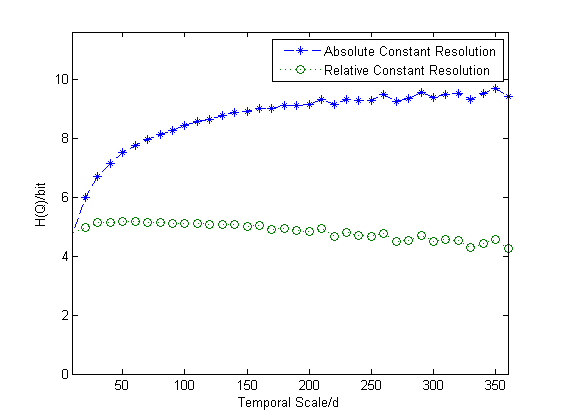 Absolute Constant Resolution
Relative Constant Resolution
10
8
6
4
2
0
H(Q)/bit
50 100 150 200 250 300 350
Temporal Scale/d